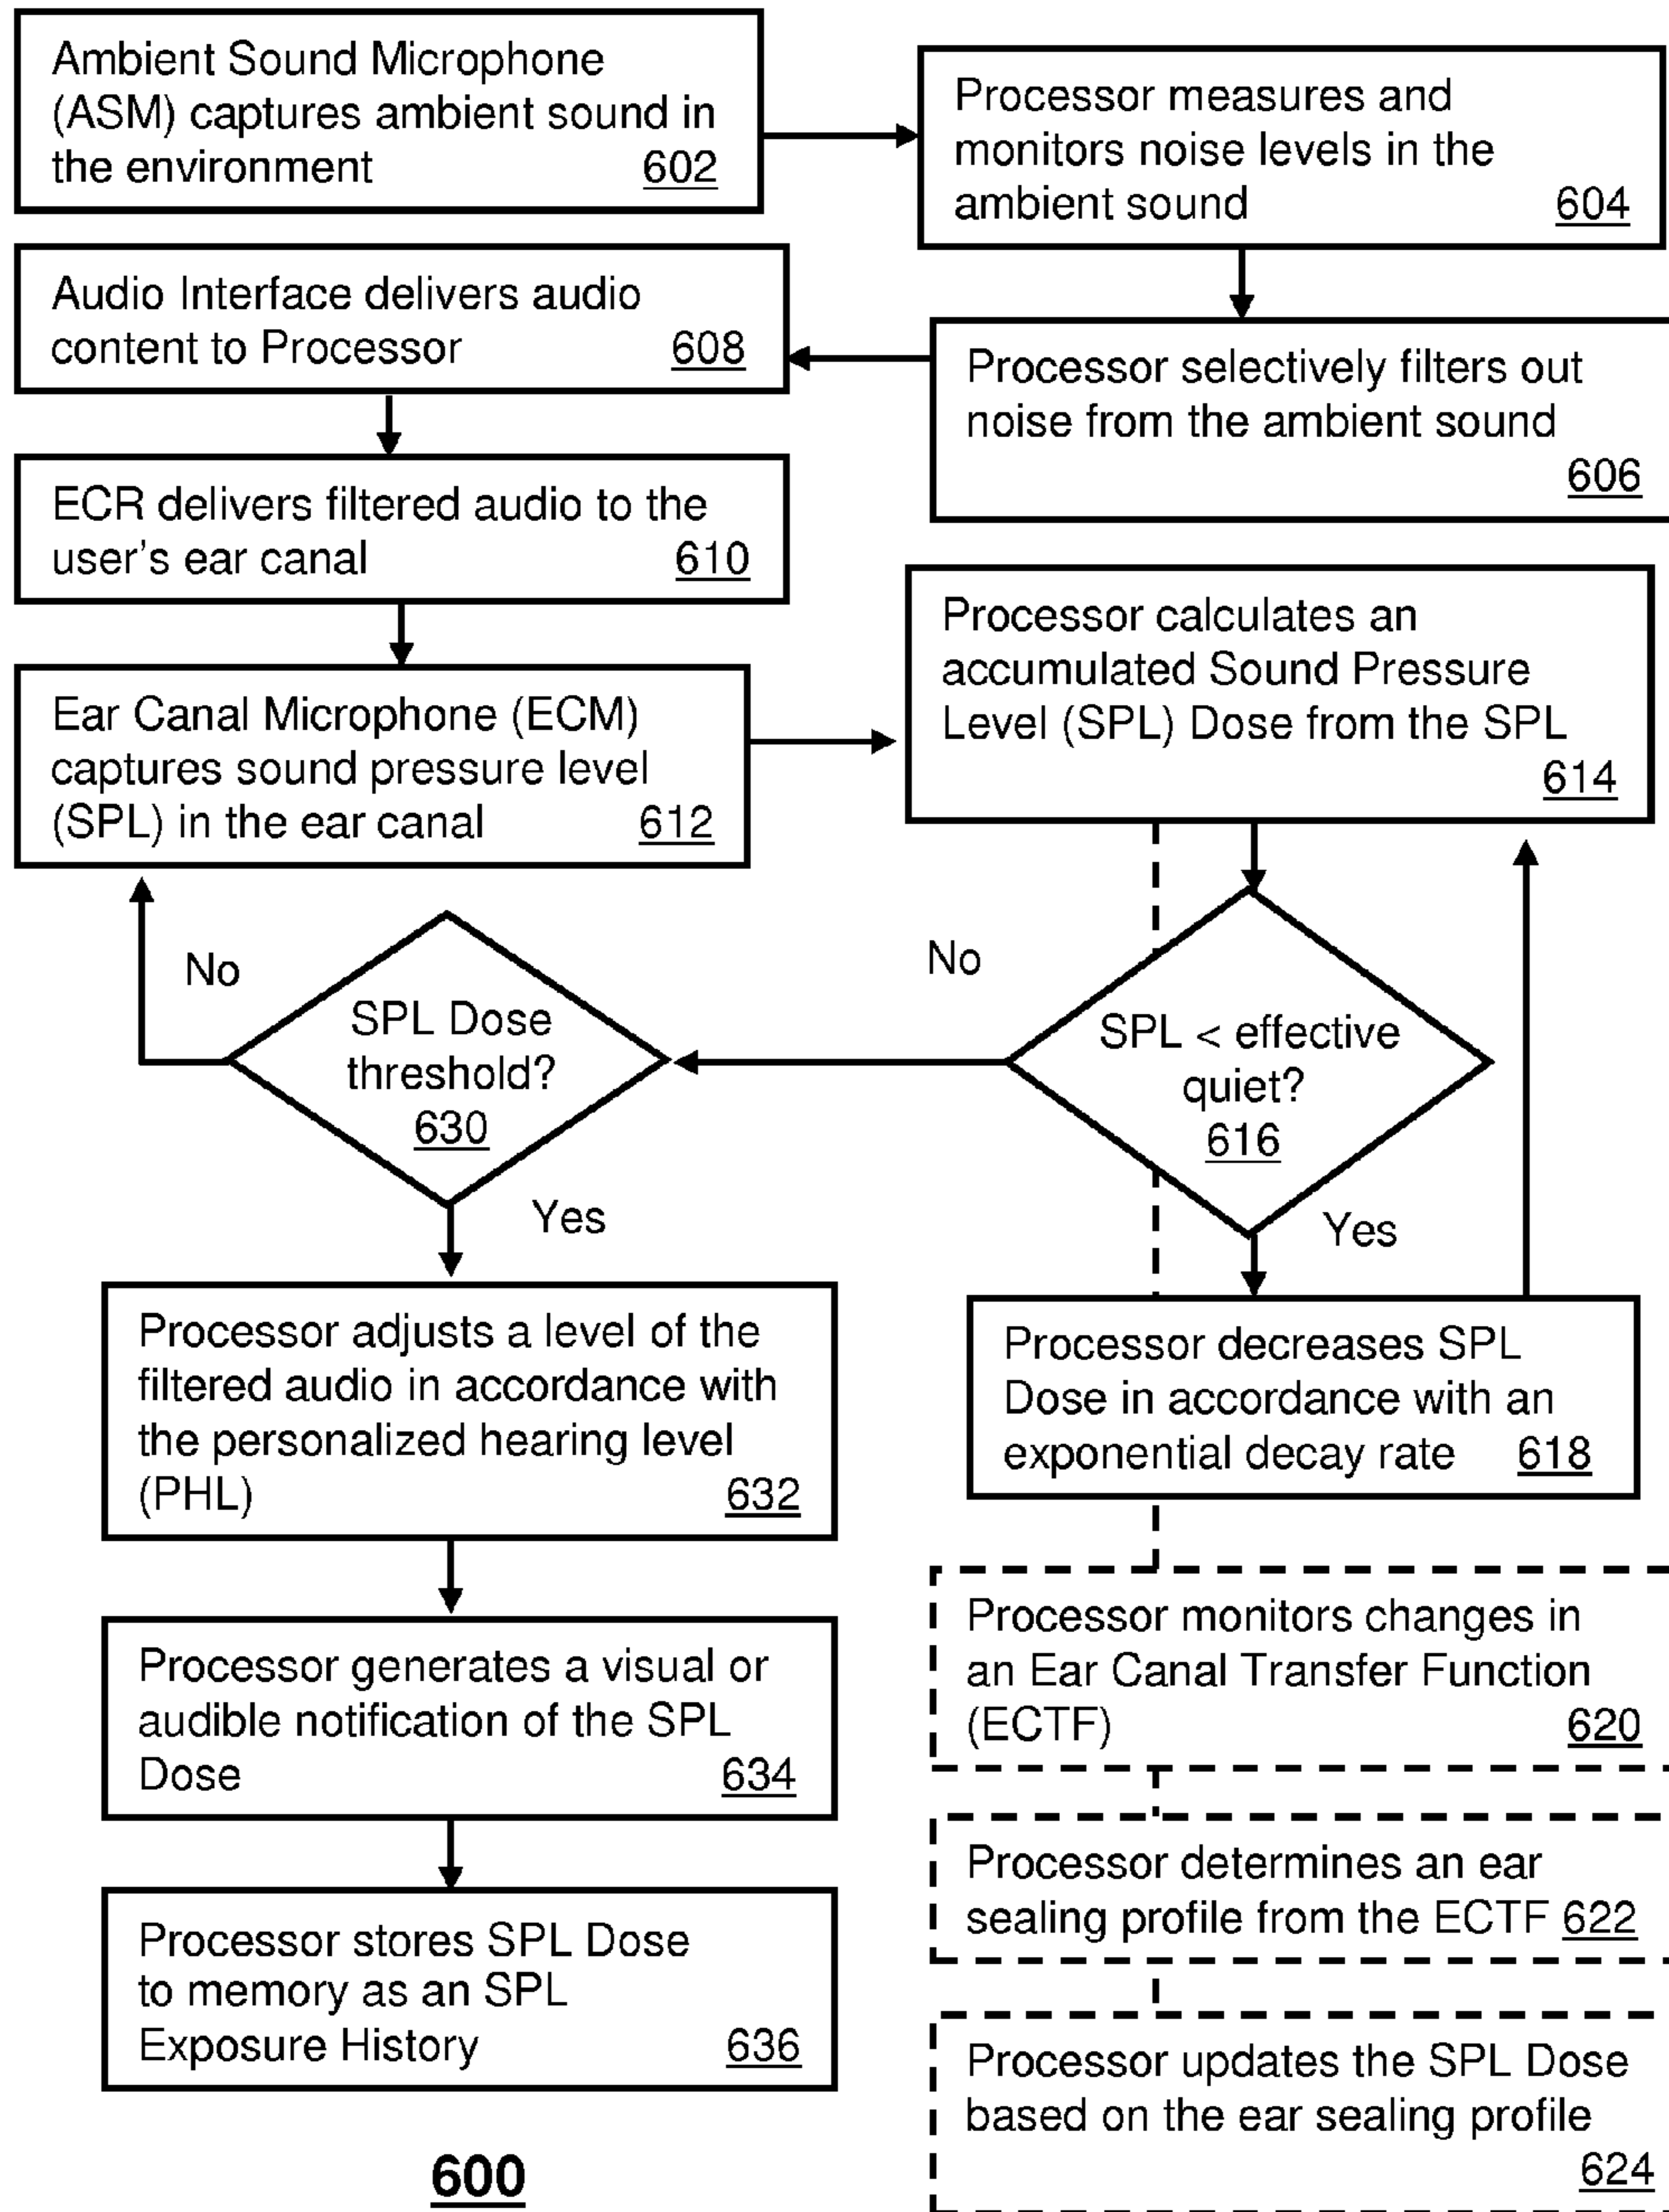 Ambient Sound Microphone
(ASM) captures ambient sound in
the environment 602
Processor measures and
monitors noise levels in the
ambient sound 604
Processor selectively filters out
noise from the ambient sound
606
Audio Interface delivers audio
content to Processor 608
ECR delivers filtered audio to the
user's ear canal 610
Ear Canal Microphone (ECM)
captures sound pressure level
(SPL) in the ear canal 612
Processor calculates an
accumulated Sound Pressure
Level (SPL) Dose from the SPL
614
SPL < effective
quiet?
616
No
Yes
Processor decreases SPL
Dose in accordance with an
exponential decay rate 618
Processor monitors changes in
an Ear Canal Transfer Function
(ECTF) 620
Processor determines an ear
sealing profile from the ECTF 622
Processor updates the SPL Dose
based on the ear sealing profile
624
SPL Dose
threshold?
630
No
Yes
Processor adjusts a level of the
filtered audio in accordance with
the personalized hearing level
(PHL) 632
Processor generates a visual or
audible notification of the SPL
Dose 634
Processor stores SPL Dose
to memory as an SPL
Exposure History 636
600